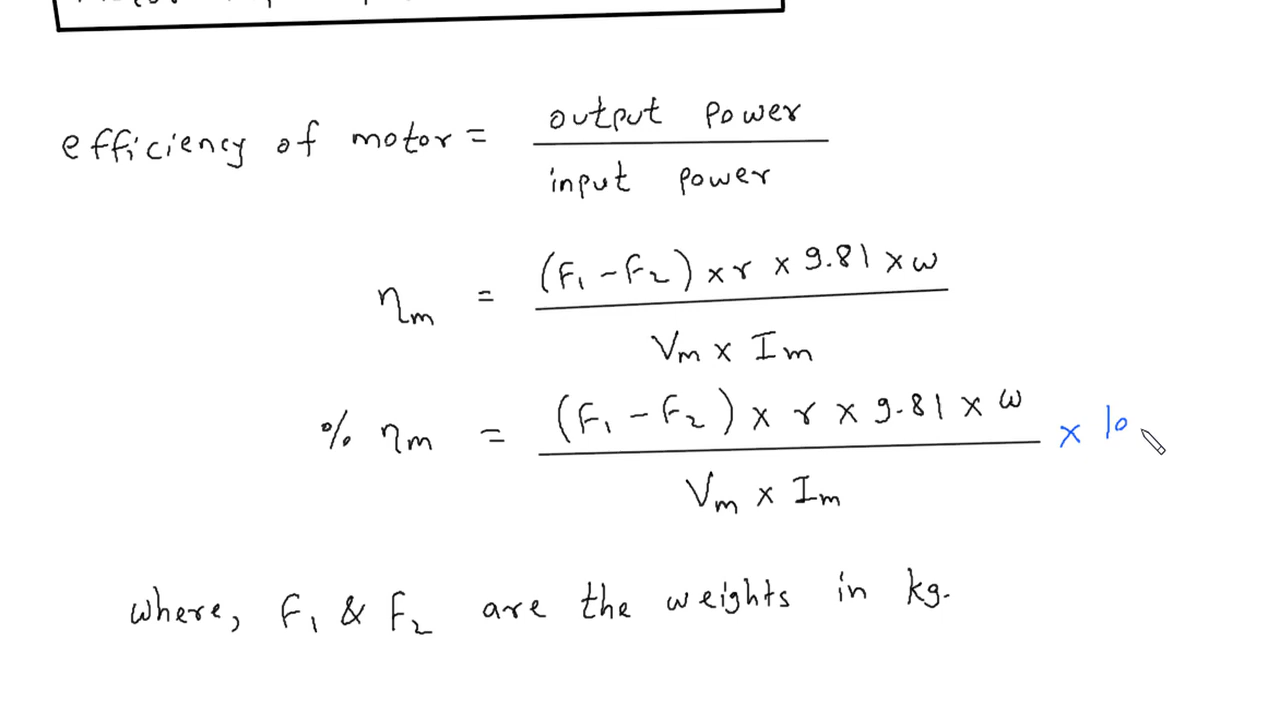 efficiency of motor = output power / input power
ηm = (F1 - F2) × r × 9.81 × ω / Vm × Im
% ηm = (F1 - F2) × r × 9.81 × ω / Vm × Im × 10
where, F1 & F2 are the weights in kg.